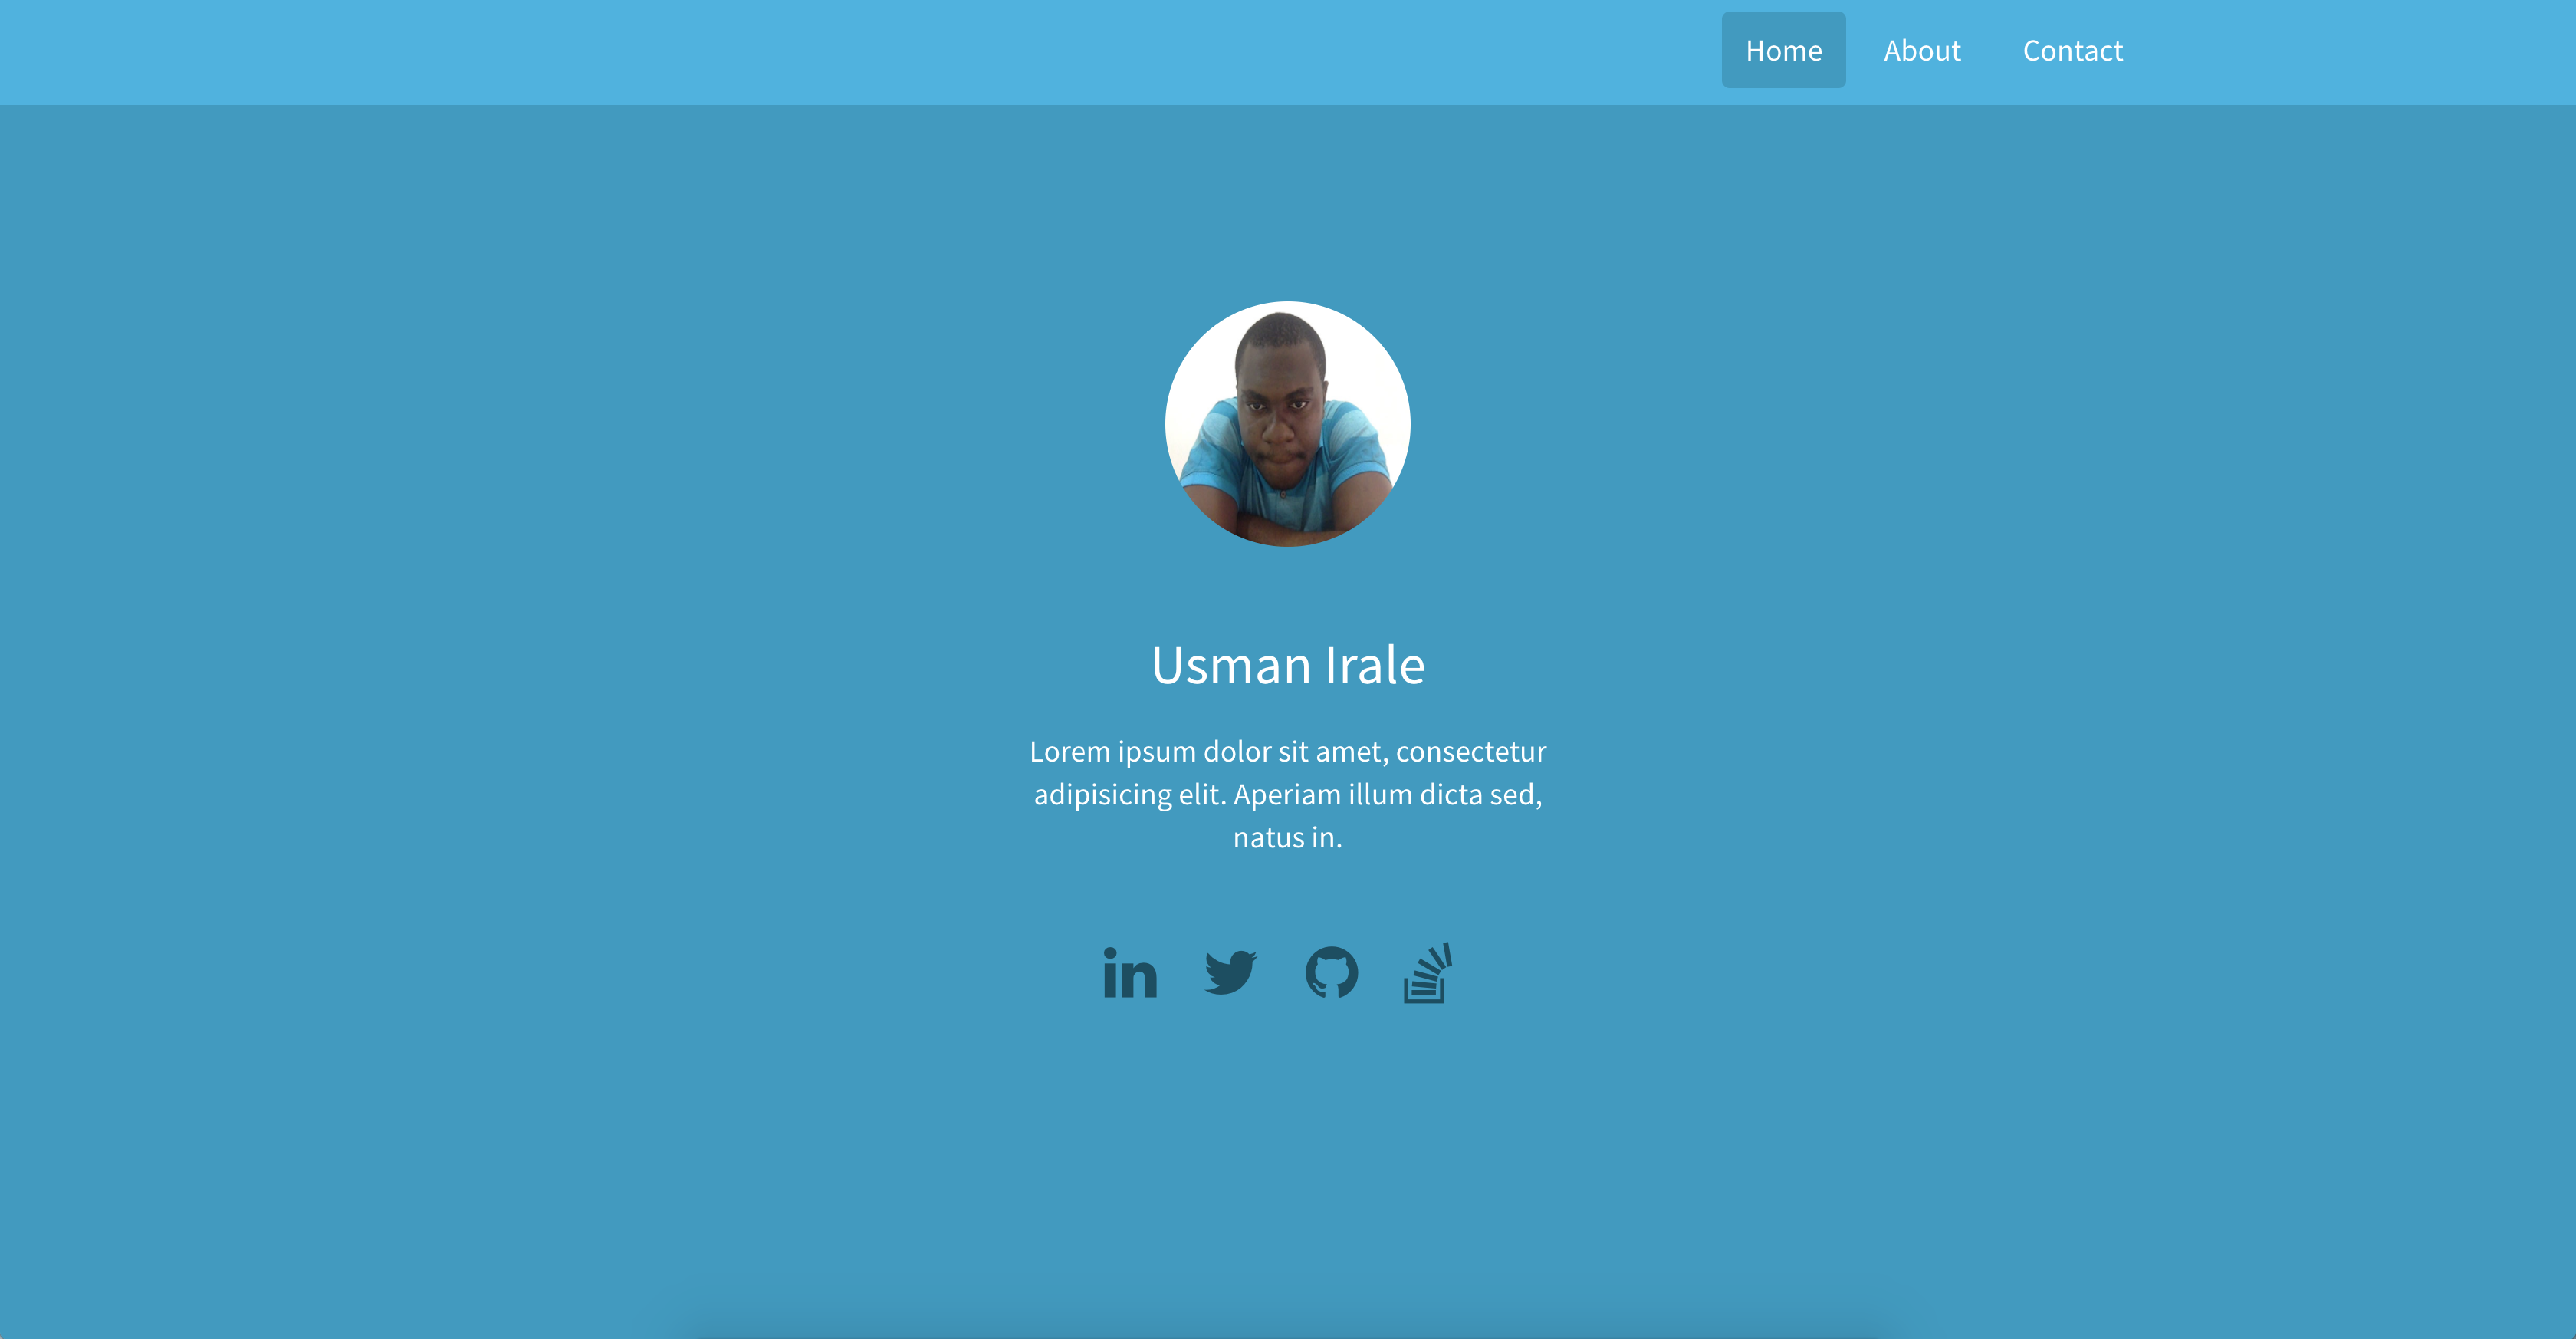 Home About Contact
Usman Irale
Lorem ipsum dolor sit amet, consectetur
adipisicing elit. Aperiam illum dicta sed,
natus in.
in